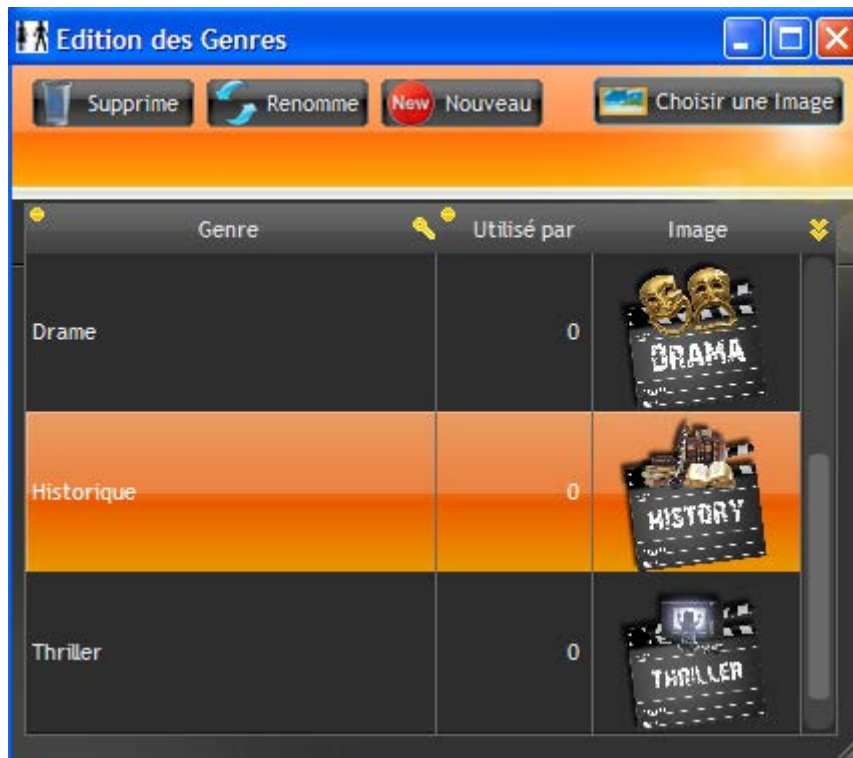 Edition des Genres
Supprime Renomme New Nouveau Choisir une Image
Genre Utilisé par Image
Drame 0 DRAMA
Historique 0 HISTORY
Thriller 0 THRILLER